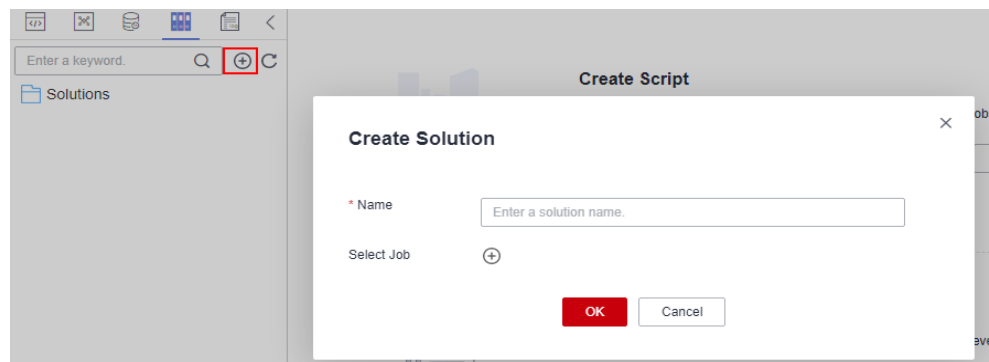 Enter a keyword.
Solutions
Create Script
Create Solution
* Name
Enter a solution name.
Select Job
OK
Cancel